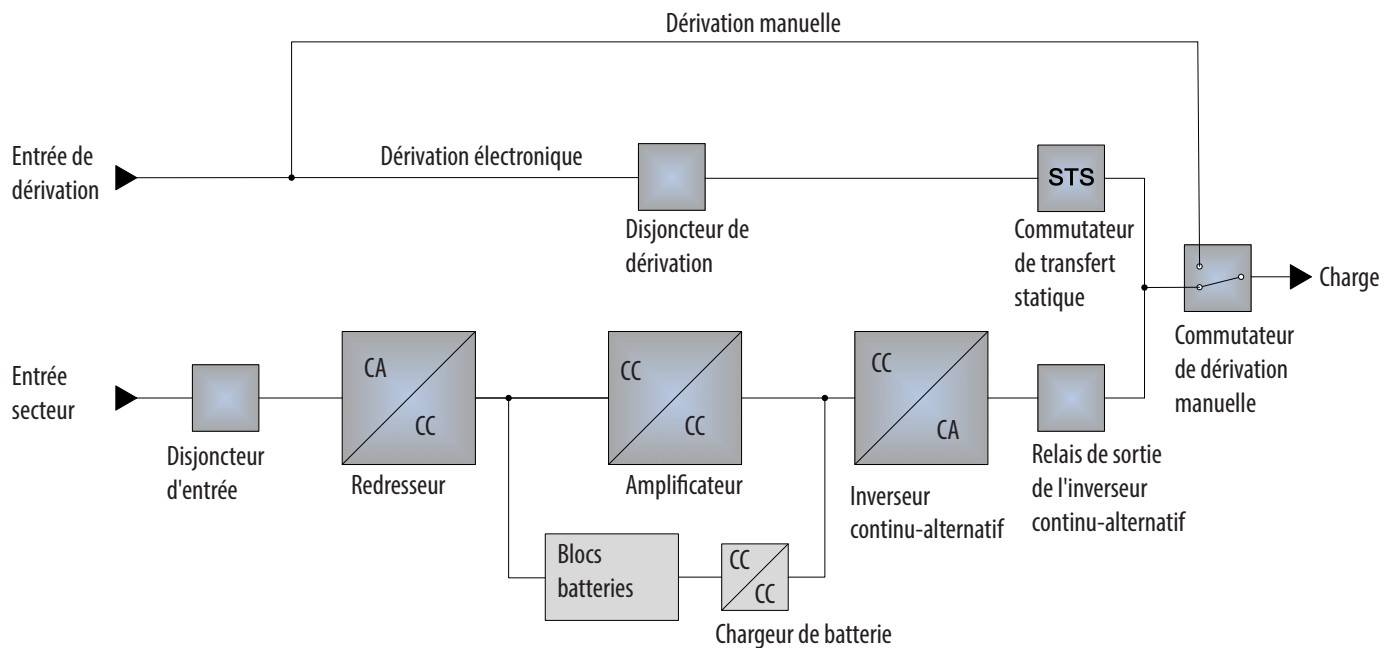 Dérivation manuelle
Entrée de
dérivation
Dérivation électronique
STS
Disjoncteur de
dérivation
Commutateur
de transfert
statique
Charge
Commutateur
de dérivation
manuelle
Entrée
secteur
CA
CC
CC
CC
CC
CA
Disjoncteur
d'entrée
Redresseur
Amplificateur
Inverseur
continu-alternatif
Relais de sortie
de l'inverseur
continu-alternatif
Blocs
batteries
CC
CC
Chargeur de batterie